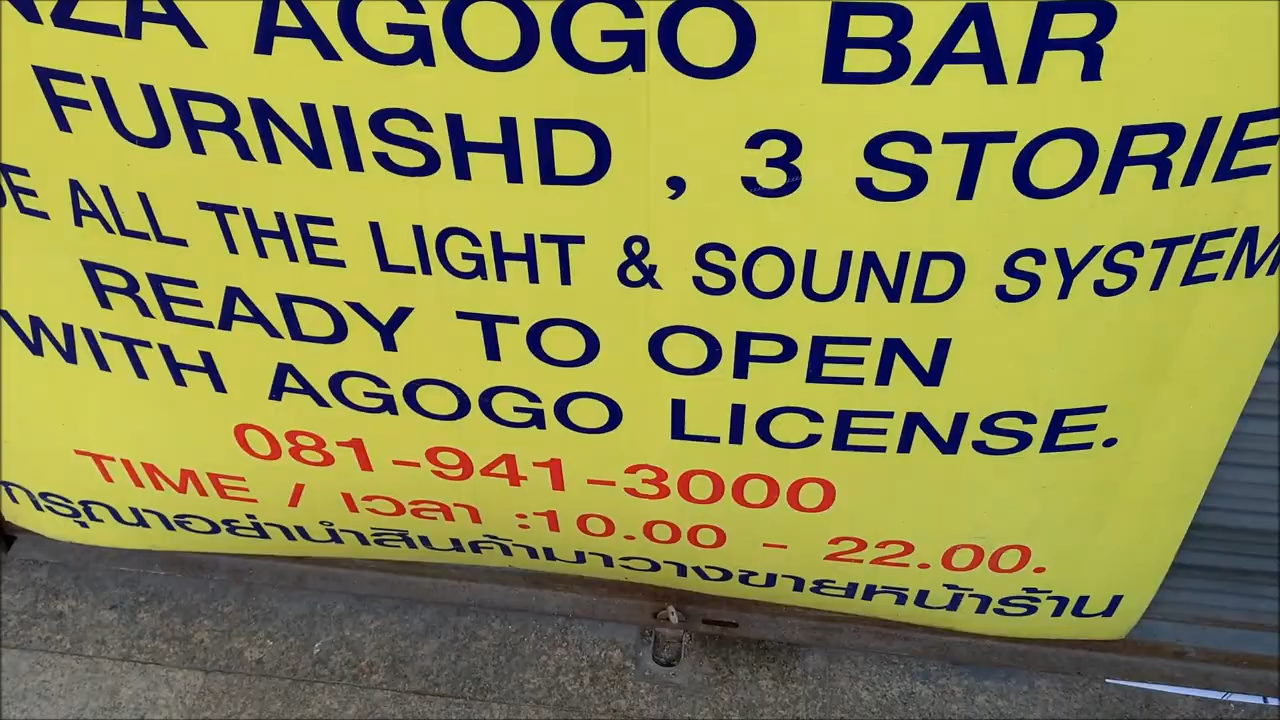 AGOGO BAR
FURNISHD , 3 STORIE
ALL THE LIGHT & SOUND SYSTEM
READY TO OPEN
WITH AGOGO LICENSE.
081-941-3000
TIME / เวลา :10.00 - 22.00.
กรุณาอย่านำสินค้ามาวางขายหน้าร้าน